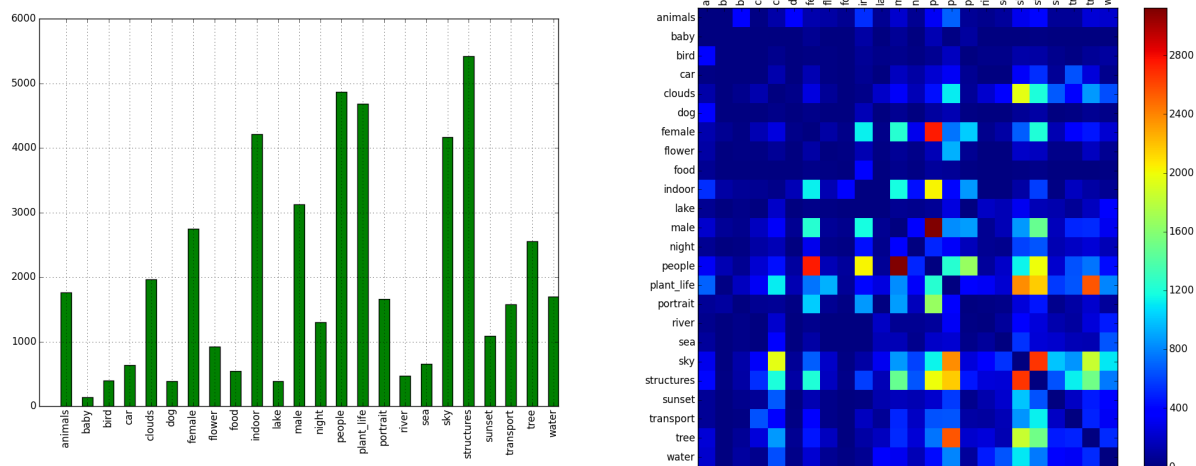 6000
5000
4000
3000
2000
1000
0
animals
baby
bird
car
clouds
dog
female
flower
food
indoor
lake
male
night
people
plant_life
portrait
river
sea
sky
structures
sunset
transport
tree
water
animals
baby
bird
car
clouds
dog
female
flower
food
indoor
lake
male
night
people
plant_life
portrait
river
sea
sky
structures
sunset
transport
tree
water
2800
2400
2000
1600
1200
800
400
0